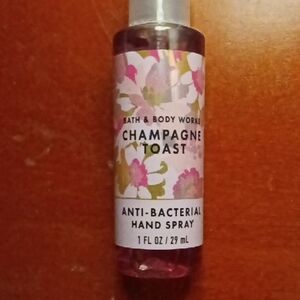 BATH & BODY WORKS
CHAMPAGNE
TOAST
ANTI-BACTERIAL
HAND SPRAY
1 FL OZ / 29 mL